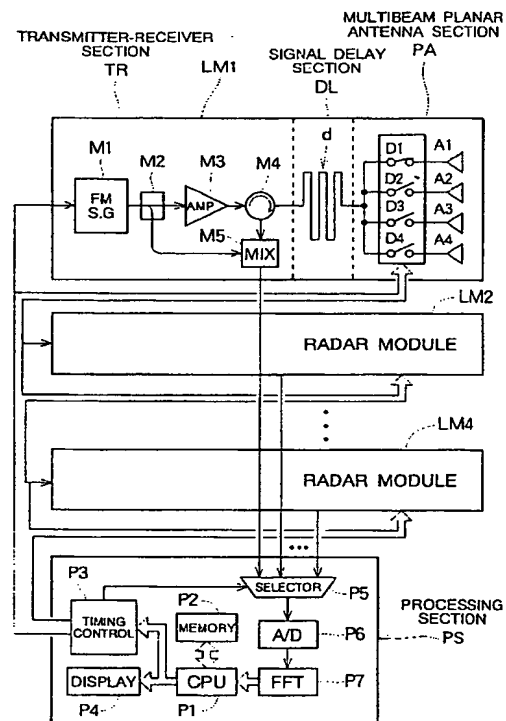 MULTIBEAM PLANAR
ANTENNA SECTION
PA
TRANSMITTER-RECEIVER
SECTION
TR
LM1
SIGNAL DELAY
SECTION
DL
M1
FM
S.G
M2
M3
AMP
M4
M5
MIX
d
D1
D2
D3
D4
A1
A2
A3
A4
LM2
RADAR MODULE
LM4
RADAR MODULE
P3
TIMING
CONTROL
P2
MEMORY
SELECTOR
P5
A/D
P6
PROCESSING
SECTION
PS
DISPLAY
P4
CPU
P1
FFT
P7